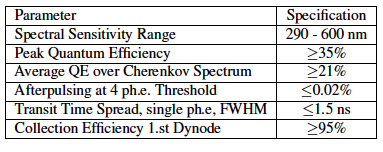 Parameter Specification
Spectral Sensitivity Range 290 - 600 nm
Peak Quantum Efficiency ≥35%
Average QE over Cherenkov Spectrum ≥21%
Afterpulsing at 4 ph.e. Threshold ≤0.02%
Transit Time Spread, single ph.e, FWHM ≤1.5 ns
Collection Efficiency 1.st Dynode ≥95%